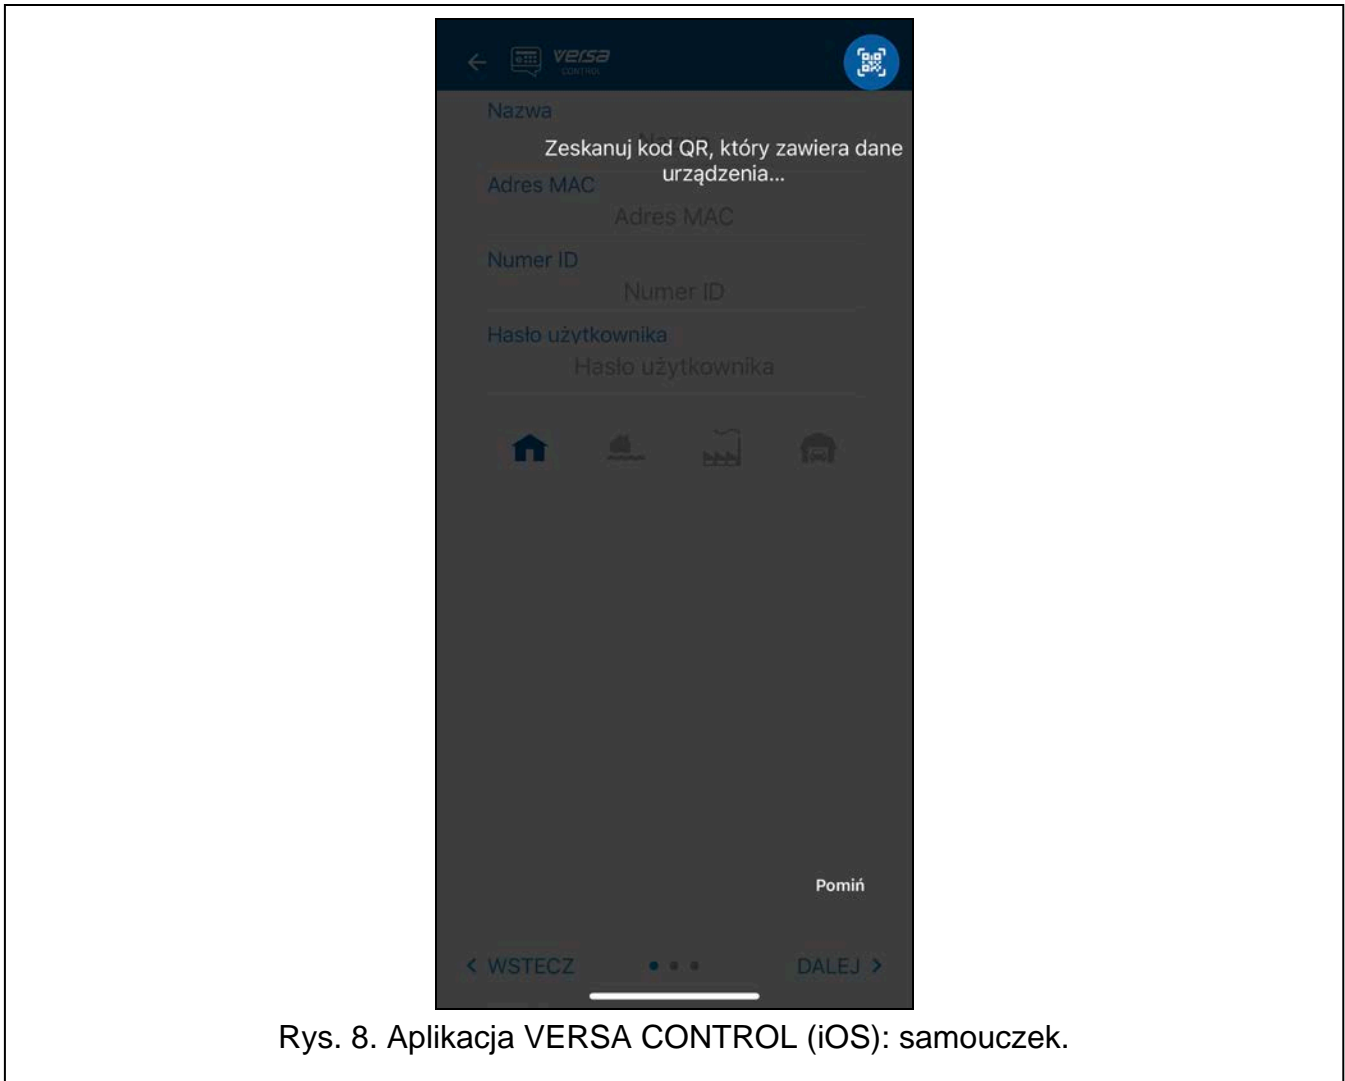 versa
CONTROL
Nazwa
Zeskanuj kod QR, który zawiera dane
urządzenia...
Adres MAC
Adres MAC
Numer ID
Numer ID
Hasło użytkownika
Hasło użytkownika
Pomiń
WSTECZ
DALEJ
Rys. 8. Aplikacja VERSA CONTROL (iOS): samouczek.